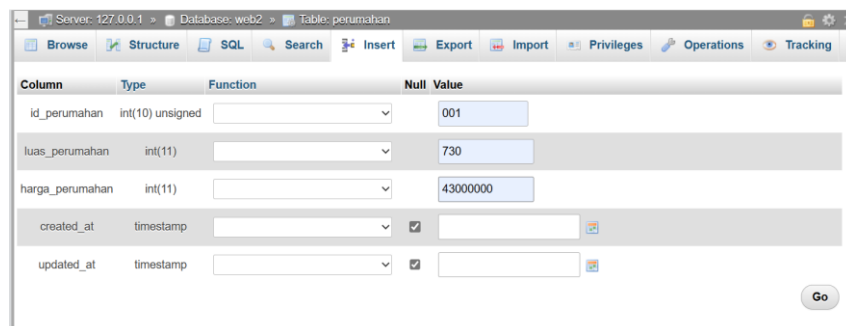 Server: 127.0.0.1 » Database: web2 » Table: perumahan
Browse Structure SQL Search Insert Export Import Privileges Operations Tracking
Column Type Function Null Value
id_perumahan int(10) unsigned 001
luas_perumahan int(11) 730
harga_perumahan int(11) 43000000
created_at timestamp
updated_at timestamp
Go